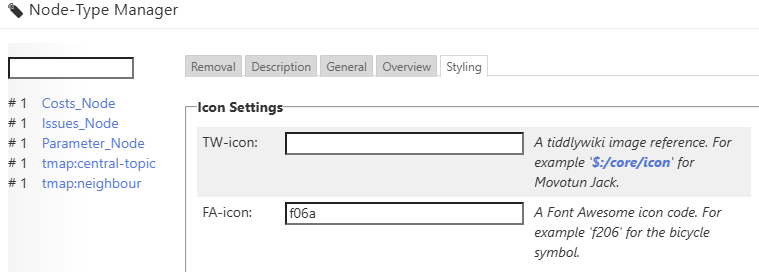 Node-Type Manager
Removal Description General Overview Styling
# 1 Costs_Node
# 1 Issues_Node
# 1 Parameter_Node
# 1 tmap:central-topic
# 1 tmap:neighbour
Icon Settings
TW-icon:
A tiddlywiki image reference. For
example '$:/core/icon' for
Movotun Jack.
FA-icon:
f06a
A Font Awesome icon code. For
example 'f206' for the bicycle
symbol.